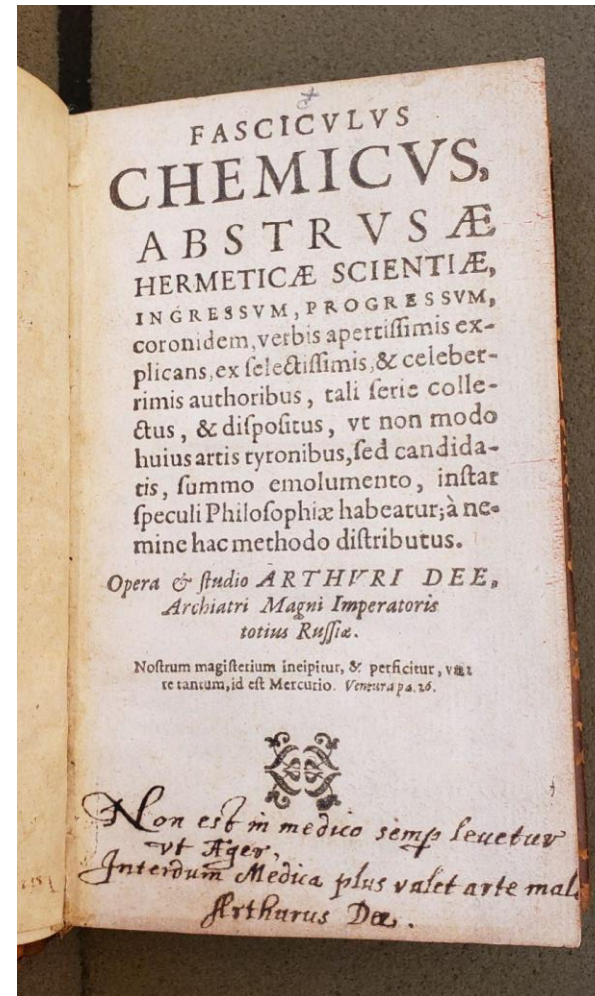 FASCICVLVS
CHEMICVS,
ABSTRVSÆ
HERMETICÆ SCIENTIÆ,
INGRESSVM, PROGRESSVM,
coronidem, verbis apertiſſimis ex-
plicans, ex ſelectiſſimis, & celeber-
rimis authoribus, tali ſerie colle-
ctus, & diſpoſitus, vt non modo
huius artis tyronibus, ſed candida-
tis, ſummo emolumento, inſtar
ſpeculi Philoſophiæ habeatur; à ne-
mine hac methodo diſtributus.
Opera & ſtudio ARTHVRI DEE,
Archiatri Magni Imperatoris
totius Ruſſiæ.
Noſtrum magiſterium incipitur, & perficitur, vna
re tantum, id eſt Mercurio. Ventura pa. 26.
Non est in medico semp leuetur
vt Ager,
Interdum Medica plus valet arte mal
Arthurus Dee.